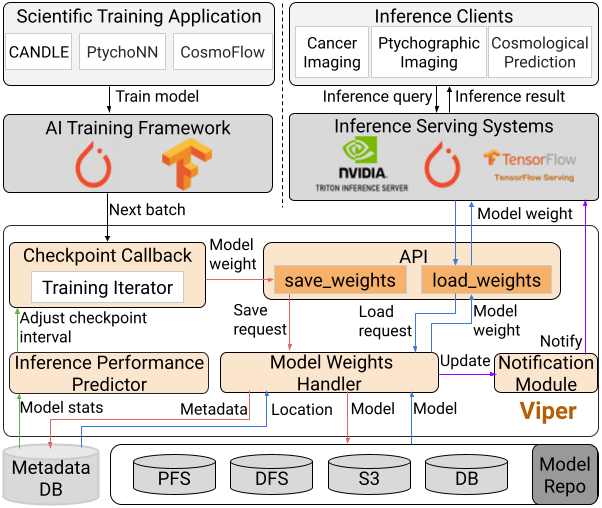 Scientific Training Application
CANDLE
PtychoNN
CosmoFlow
Inference Clients
Cancer
Imaging
Ptychographic
Imaging
Cosmological
Prediction
Train model
Inference query
Inference result
AI Training Framework
Inference Serving Systems
NVIDIA.
TRITON INFERENCE SERVER
TensorFlow
TensorFlow Serving
Next batch
Model weight
Checkpoint Callback
Training Iterator
Model
weight
API
save_weights
load_weights
Adjust checkpoint
interval
Save
request
Load
request
Model
weight
Notify
Inference Performance
Predictor
Model Weights
Handler
Update
Notification
Module
Viper
Model stats
Metadata
Location
Model
Model
Metadata
DB
PFS
DFS
S3
DB
Model
Repo